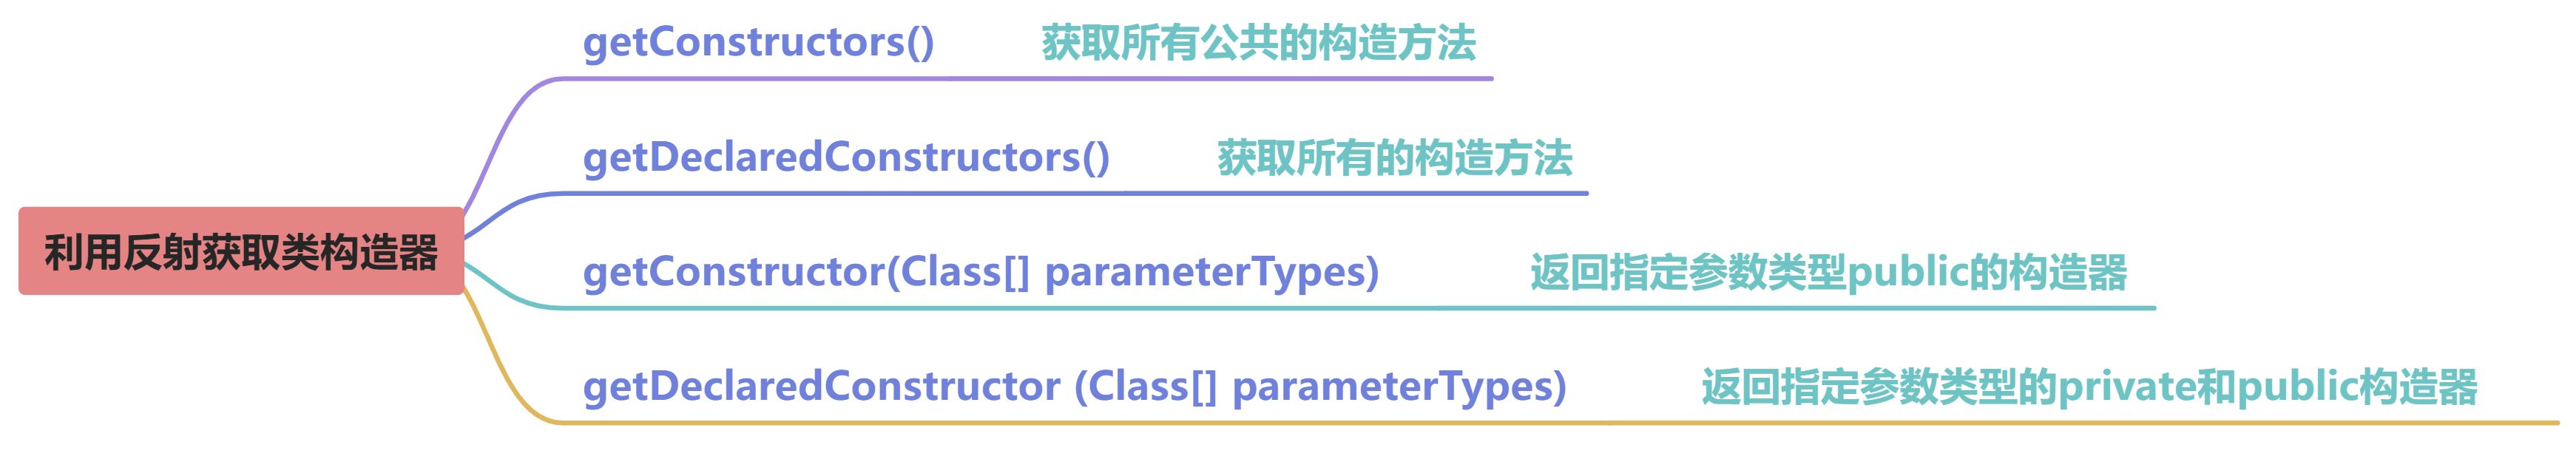 getConstructors() 获取所有公共的构造方法
getDeclaredConstructors() 获取所有的构造方法
利用反射获取类构造器
getConstructor(Class[] parameterTypes) 返回指定参数类型public的构造器
getDeclaredConstructor (Class[] parameterTypes) 返回指定参数类型的private和public构造器